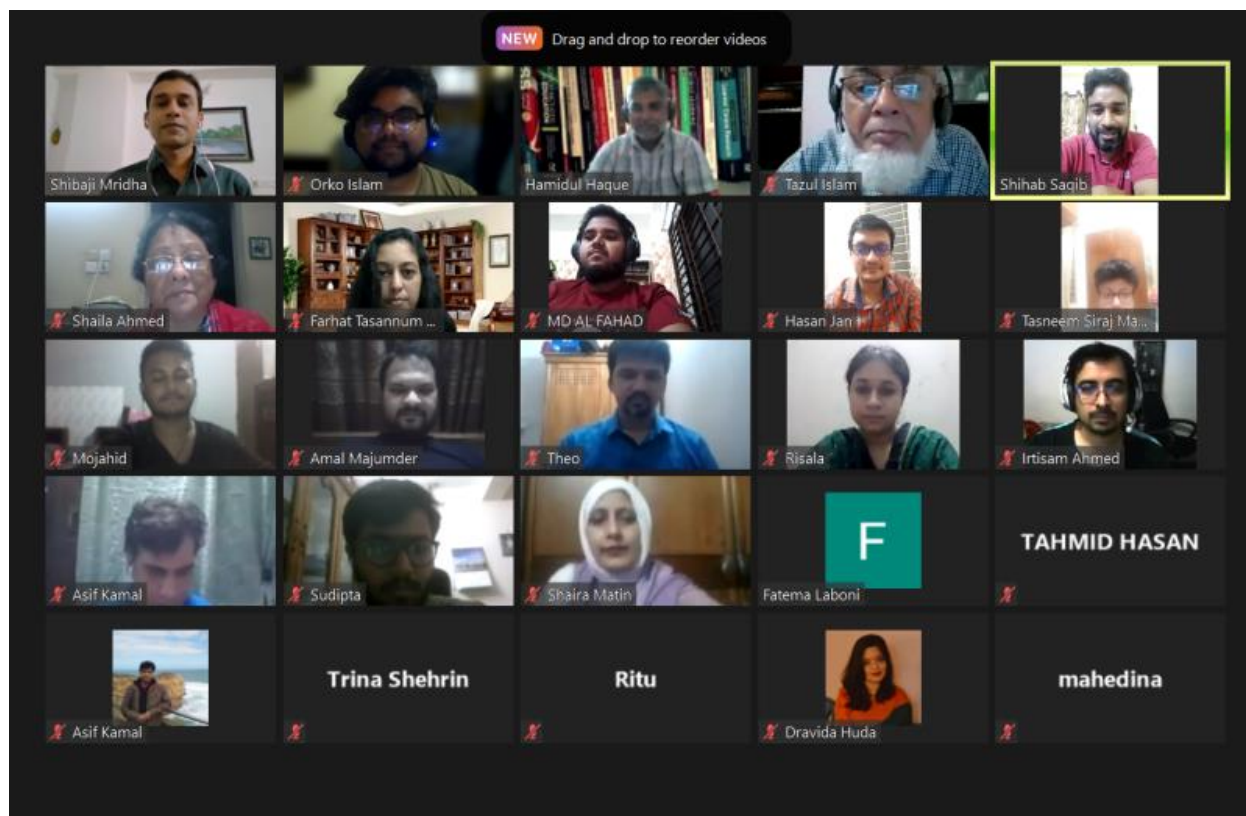 NEW Drag and drop to reorder videos
Shibaji Mridha
Orko Islam
Hamidul Haque
Tazul Islam
Shihab Saqib
Shaila Ahmed
Farhat Tasannum ...
MD AL FAHAD
Hasan Jan
Tasneem Siraj Ma...
Mojahid
Amal Majumder
Theo
Risala
Irtisam Ahmed
Asif Kamal
Sudipta
Shaira Matin
F
Fatema Laboni
TAHMID HASAN
Asif Kamal
Trina Shehrin
Ritu
Dravida Huda
mahedina